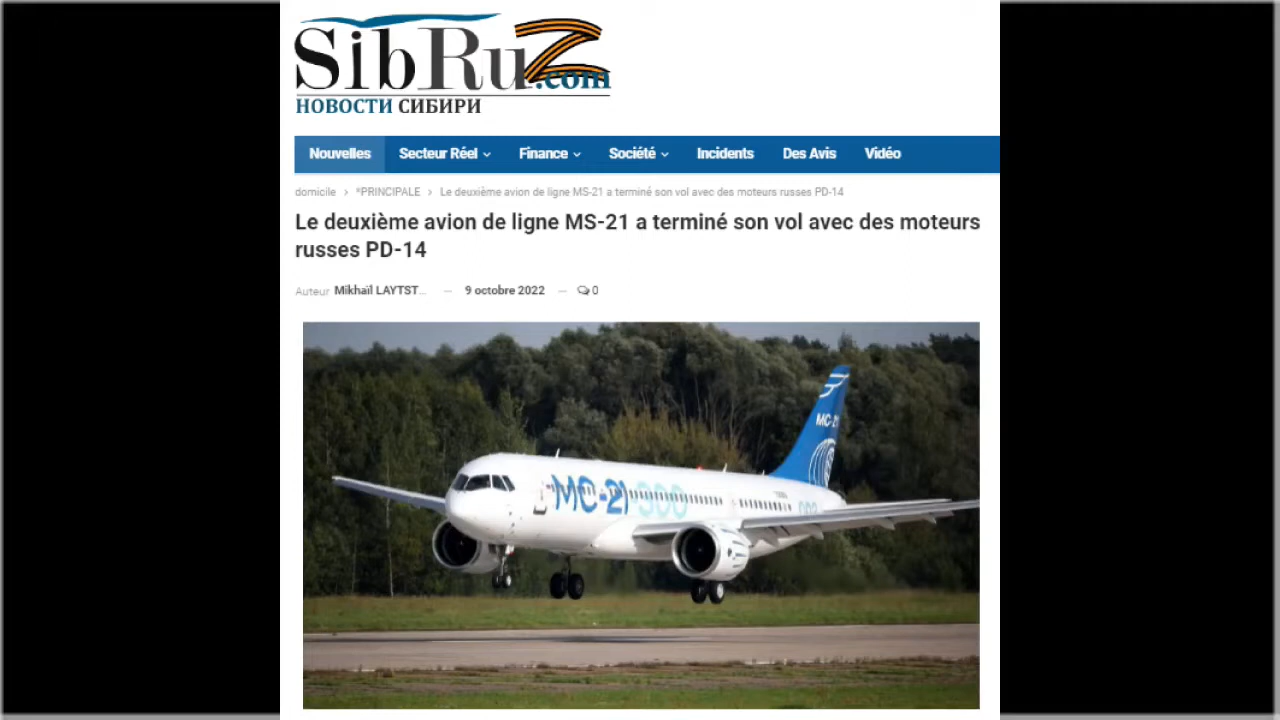 SibRuZ.com
НОВОСТИ СИБИРИ
Nouvelles Secteur Réel Finance Société Incidents Des Avis Vidéo
domicile > *PRINCIPALE > Le deuxième avion de ligne MS-21 a terminé son vol avec des moteurs russes PD-14
Le deuxième avion de ligne MS-21 a terminé son vol avec des moteurs
russes PD-14
Auteur Mikhaïl LAYTST... — 9 octobre 2022 — 0
МС-21
МС-21-300